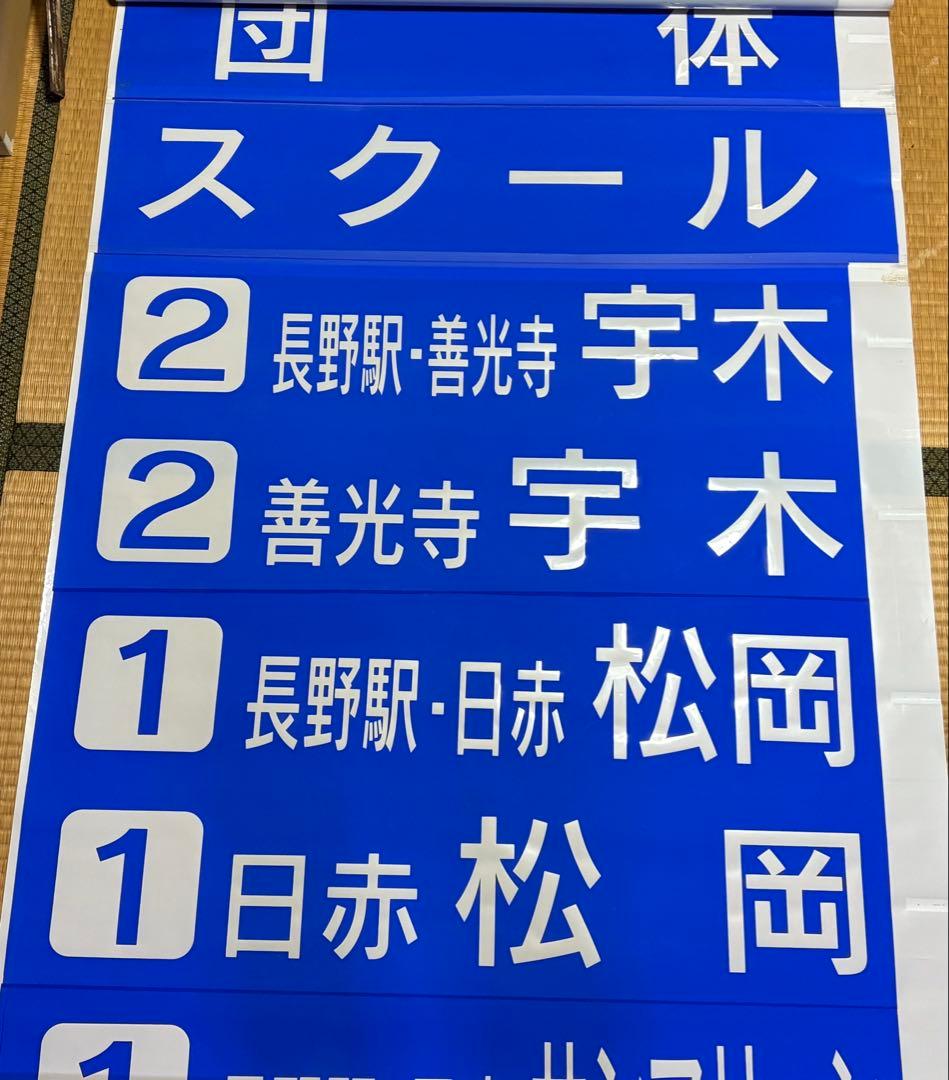 団体
スクール
2 長野駅・善光寺 宇木
2 善光寺 宇木
1 長野駅・日赤 松岡
1 日赤 松岡
1